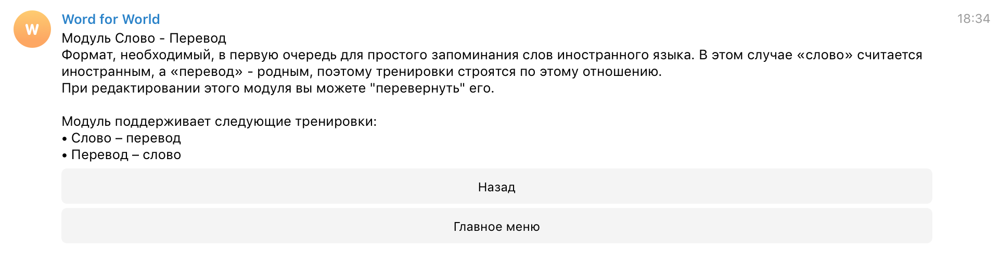 W
Word for World
18:34
Модуль Слово - Перевод
Формат, необходимый, в первую очередь для простого запоминания слов иностранного языка. В этом случае «слово» считается
иностранным, а «перевод» - родным, поэтому тренировки строятся по этому отношению.
При редактировании этого модуля вы можете "перевернуть" его.
Модуль поддерживает следующие тренировки:
• Слово – перевод
• Перевод – слово
Назад
Главное меню